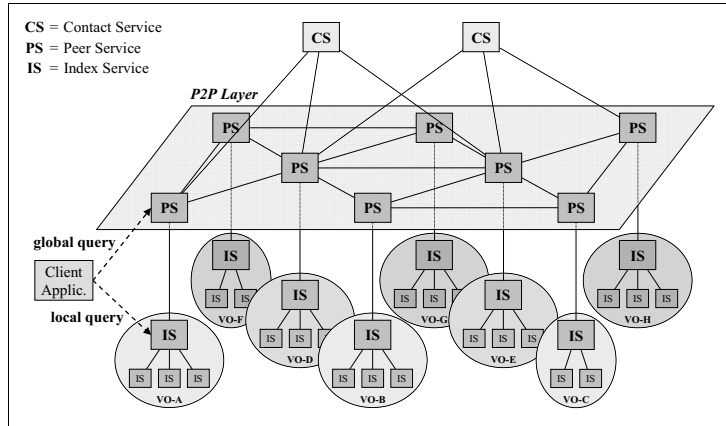 CS = Contact Service
PS = Peer Service
IS = Index Service
CS
CS
P2P Layer
PS
PS
PS
PS
PS
PS
PS
PS
global query
Client
Applic.
local query
IS
IS
IS
VO-F
IS
IS
IS
IS
VO-D
IS
IS
IS
IS
VO-G
IS
IS
IS
IS
VO-E
IS
IS
IS
IS
VO-H
IS
IS
IS
IS
VO-A
IS
IS
IS
IS
VO-B
IS
IS
IS
VO-C